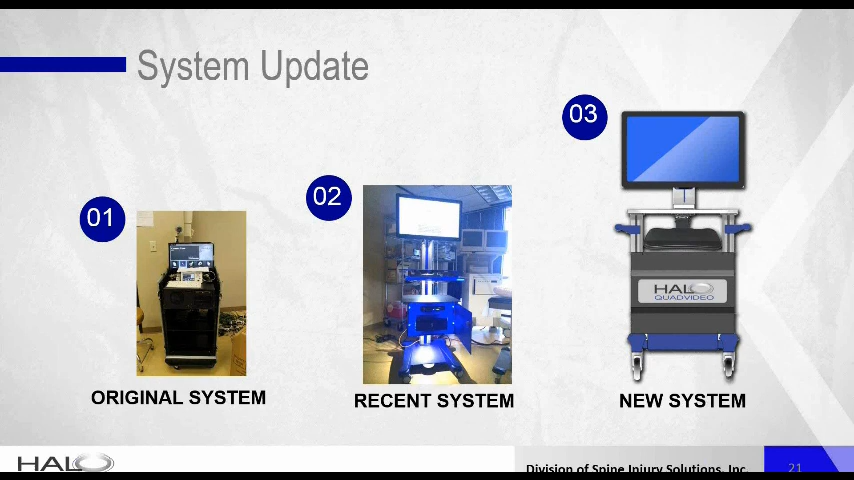 System Update
01
ORIGINAL SYSTEM
02
RECENT SYSTEM
03
HALO
QUADVIDEO
NEW SYSTEM
HALO
Division of Spine Injury Solutions, Inc.
21